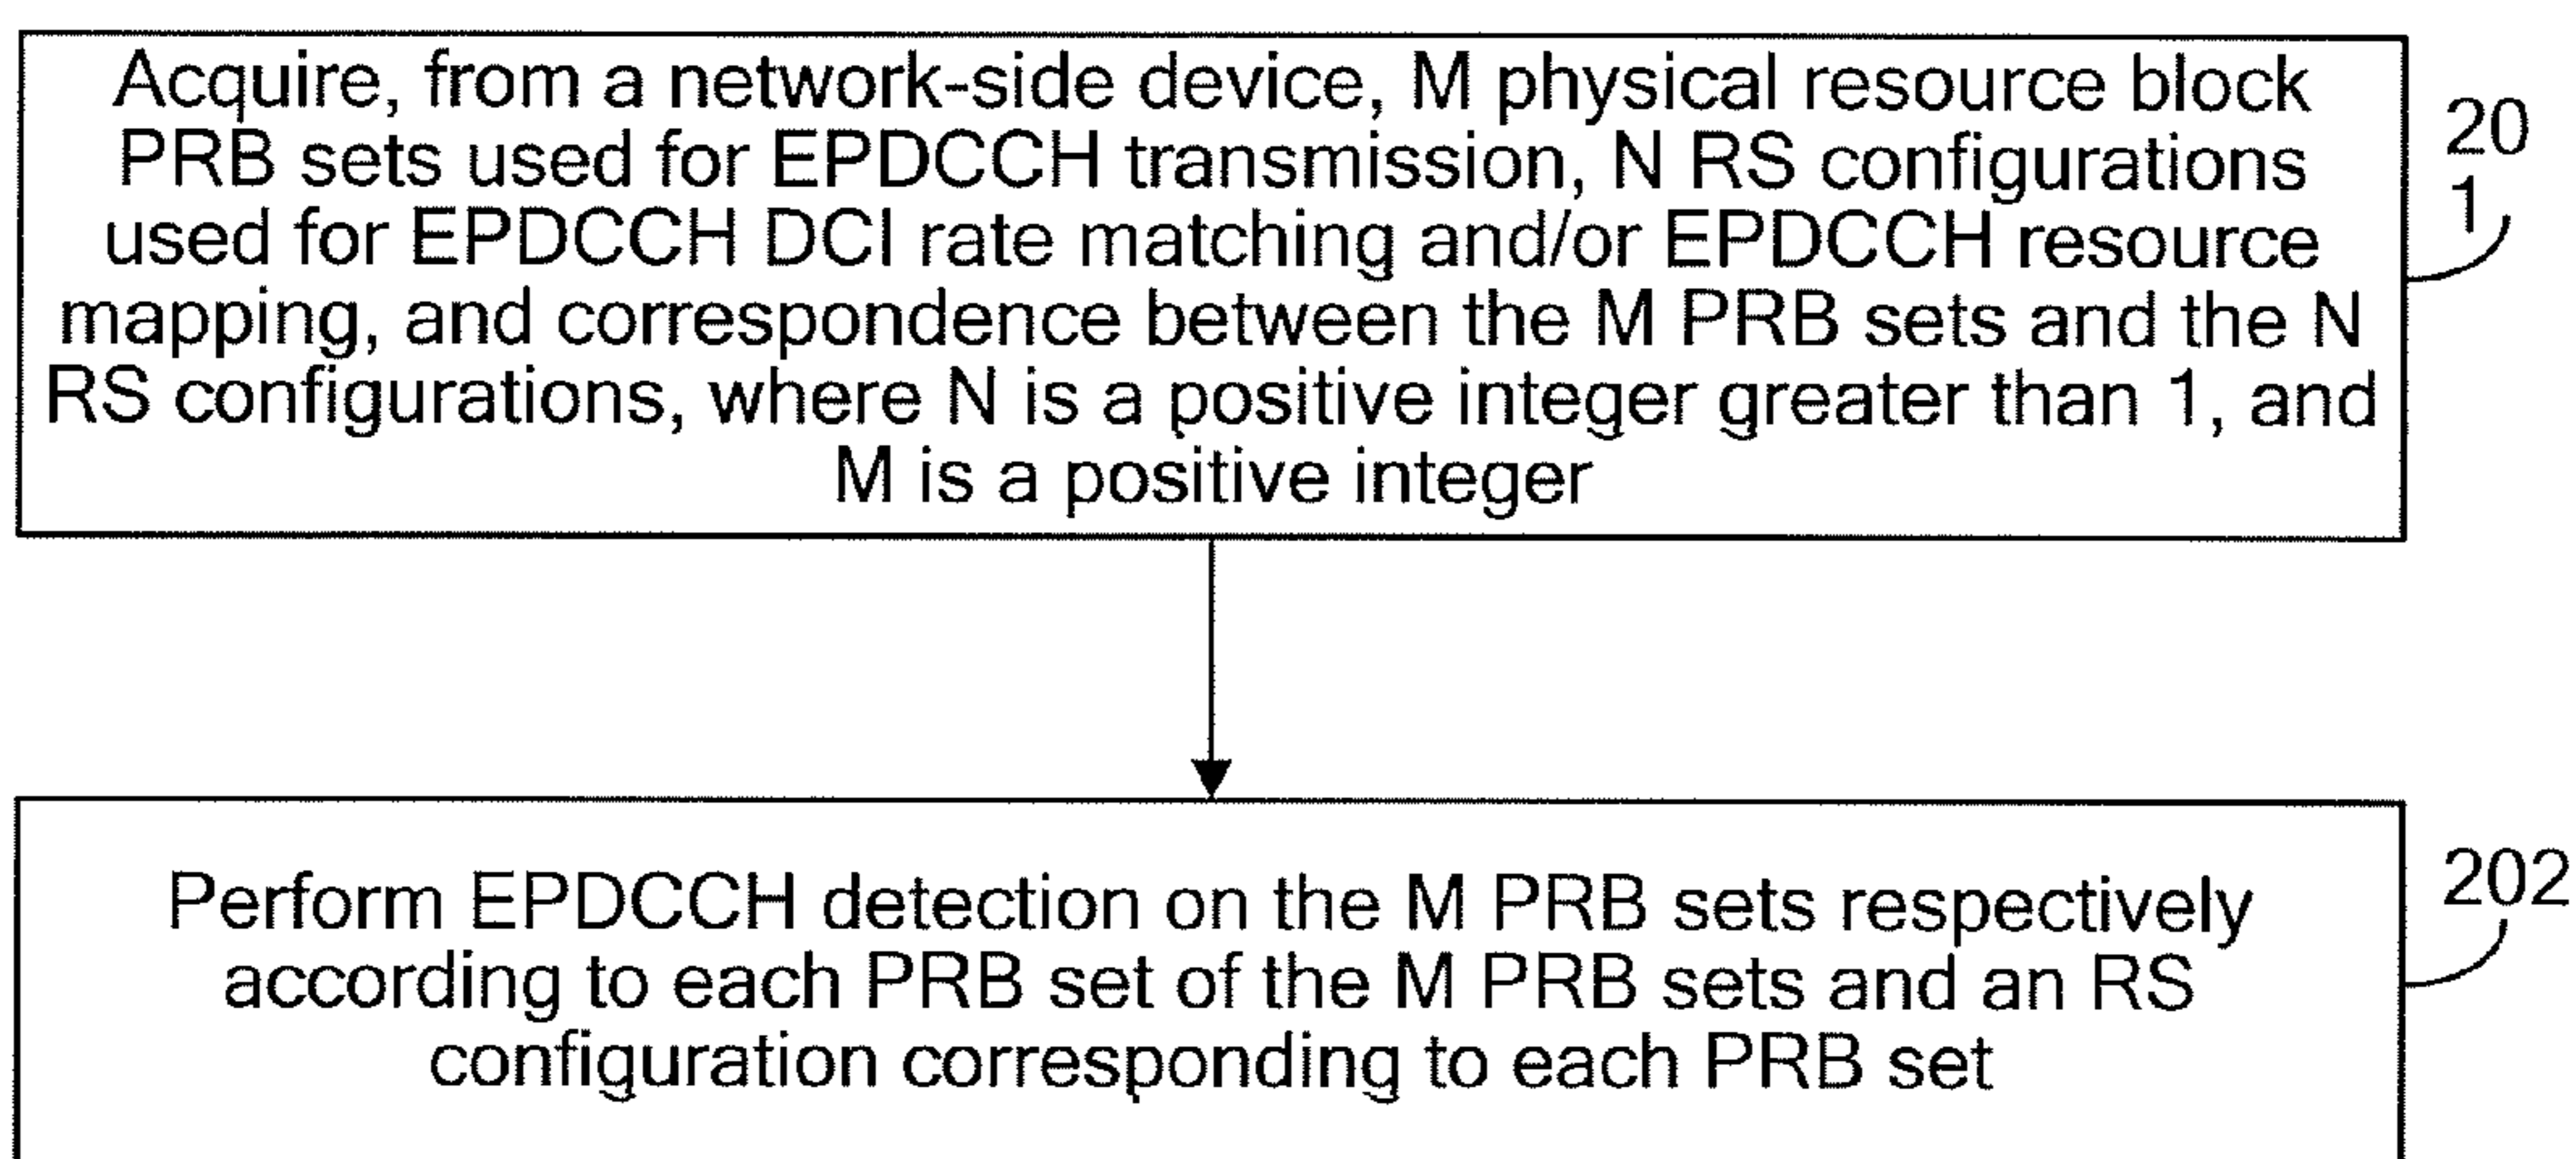 Acquire, from a network-side device, M physical resource block
PRB sets used for EPDCCH transmission, N RS configurations
used for EPDCCH DCI rate matching and/or EPDCCH resource
mapping, and correspondence between the M PRB sets and the N
RS configurations, where N is a positive integer greater than 1, and
M is a positive integer
20
1
Perform EPDCCH detection on the M PRB sets respectively
according to each PRB set of the M PRB sets and an RS
configuration corresponding to each PRB set
202